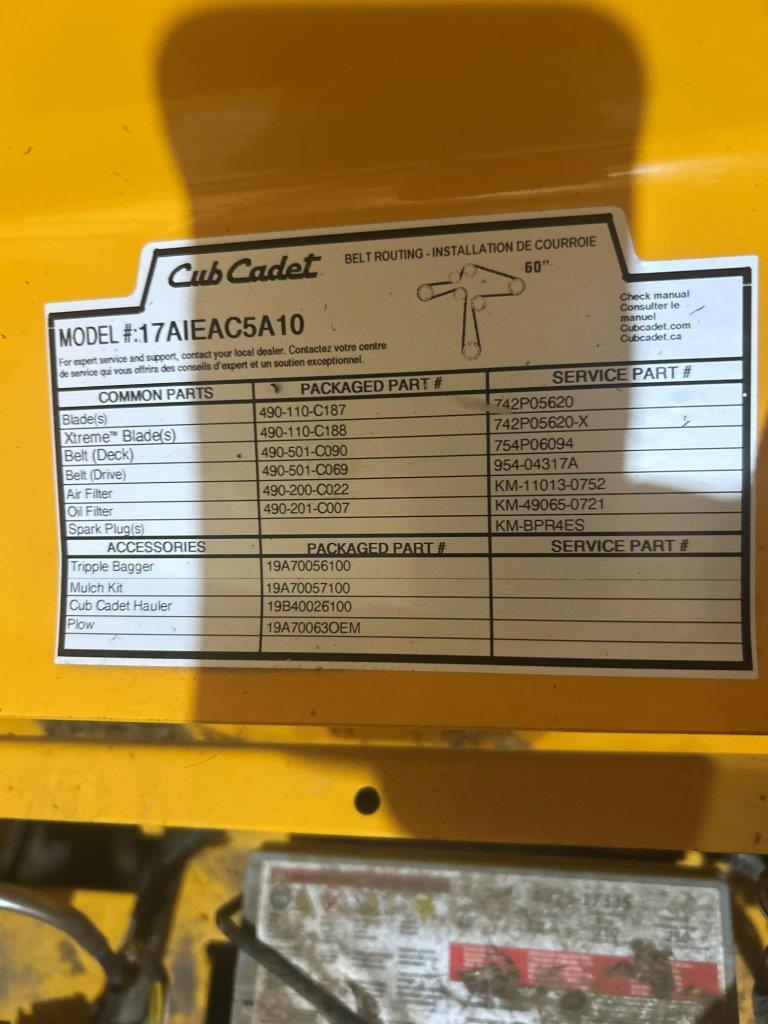 Cub Cadet
BELT ROUTING - INSTALLATION DE COURROIE
60"
Check manual
Consulter le
manuel
Cubcadet.com
Cubcadet.ca
MODEL #:17AIEAC5A10
For expert service and support, contact your local dealer. Contactez votre centre
de service qui vous offrira des conseils d'expert et un soutien exceptionnel.
COMMON PARTS PACKAGED PART # SERVICE PART #
Blade(s) 490-110-C187 742P05620
Xtreme™ Blade(s) 490-110-C188 742P05620-X
Belt (Deck) 490-501-C090 754P06094
Belt (Drive) 490-501-C069 954-04317A
Air Filter 490-200-C022 KM-11013-0752
Oil Filter 490-201-C007 KM-49065-0721
Spark Plug(s) KM-BPR4ES
ACCESSORIES PACKAGED PART # SERVICE PART #
Tripple Bagger 19A70056100
Mulch Kit 19A70057100
Cub Cadet Hauler 19B40026100
Plow 19A70063OEM